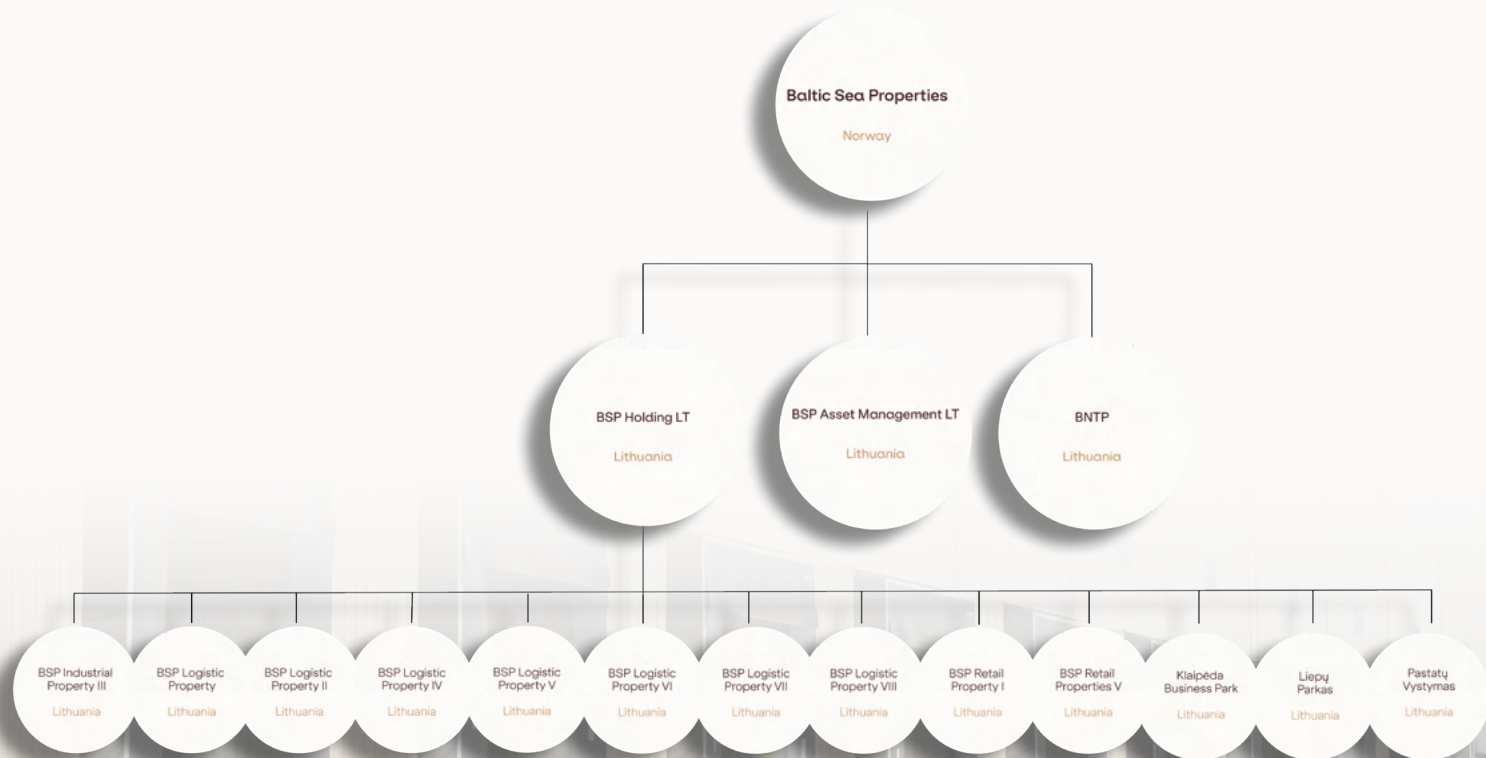 Baltic Sea Properties
Norway
BSP Holding LT
Lithuania
BSP Asset Management LT
Lithuania
BNTP
Lithuania
BSP Industrial
Property III
Lithuania
BSP Logistic
Property
Lithuania
BSP Logistic
Property II
Lithuania
BSP Logistic
Property IV
Lithuania
BSP Logistic
Property V
Lithuania
BSP Logistic
Property VI
Lithuania
BSP Logistic
Property VII
Lithuania
BSP Logistic
Property VIII
Lithuania
BSP Retail
Property I
Lithuania
BSP Retail
Properties V
Lithuania
Klaipėda
Business Park
Lithuania
Liepų
Parkas
Lithuania
Pastatų
Vystymas
Lithuania